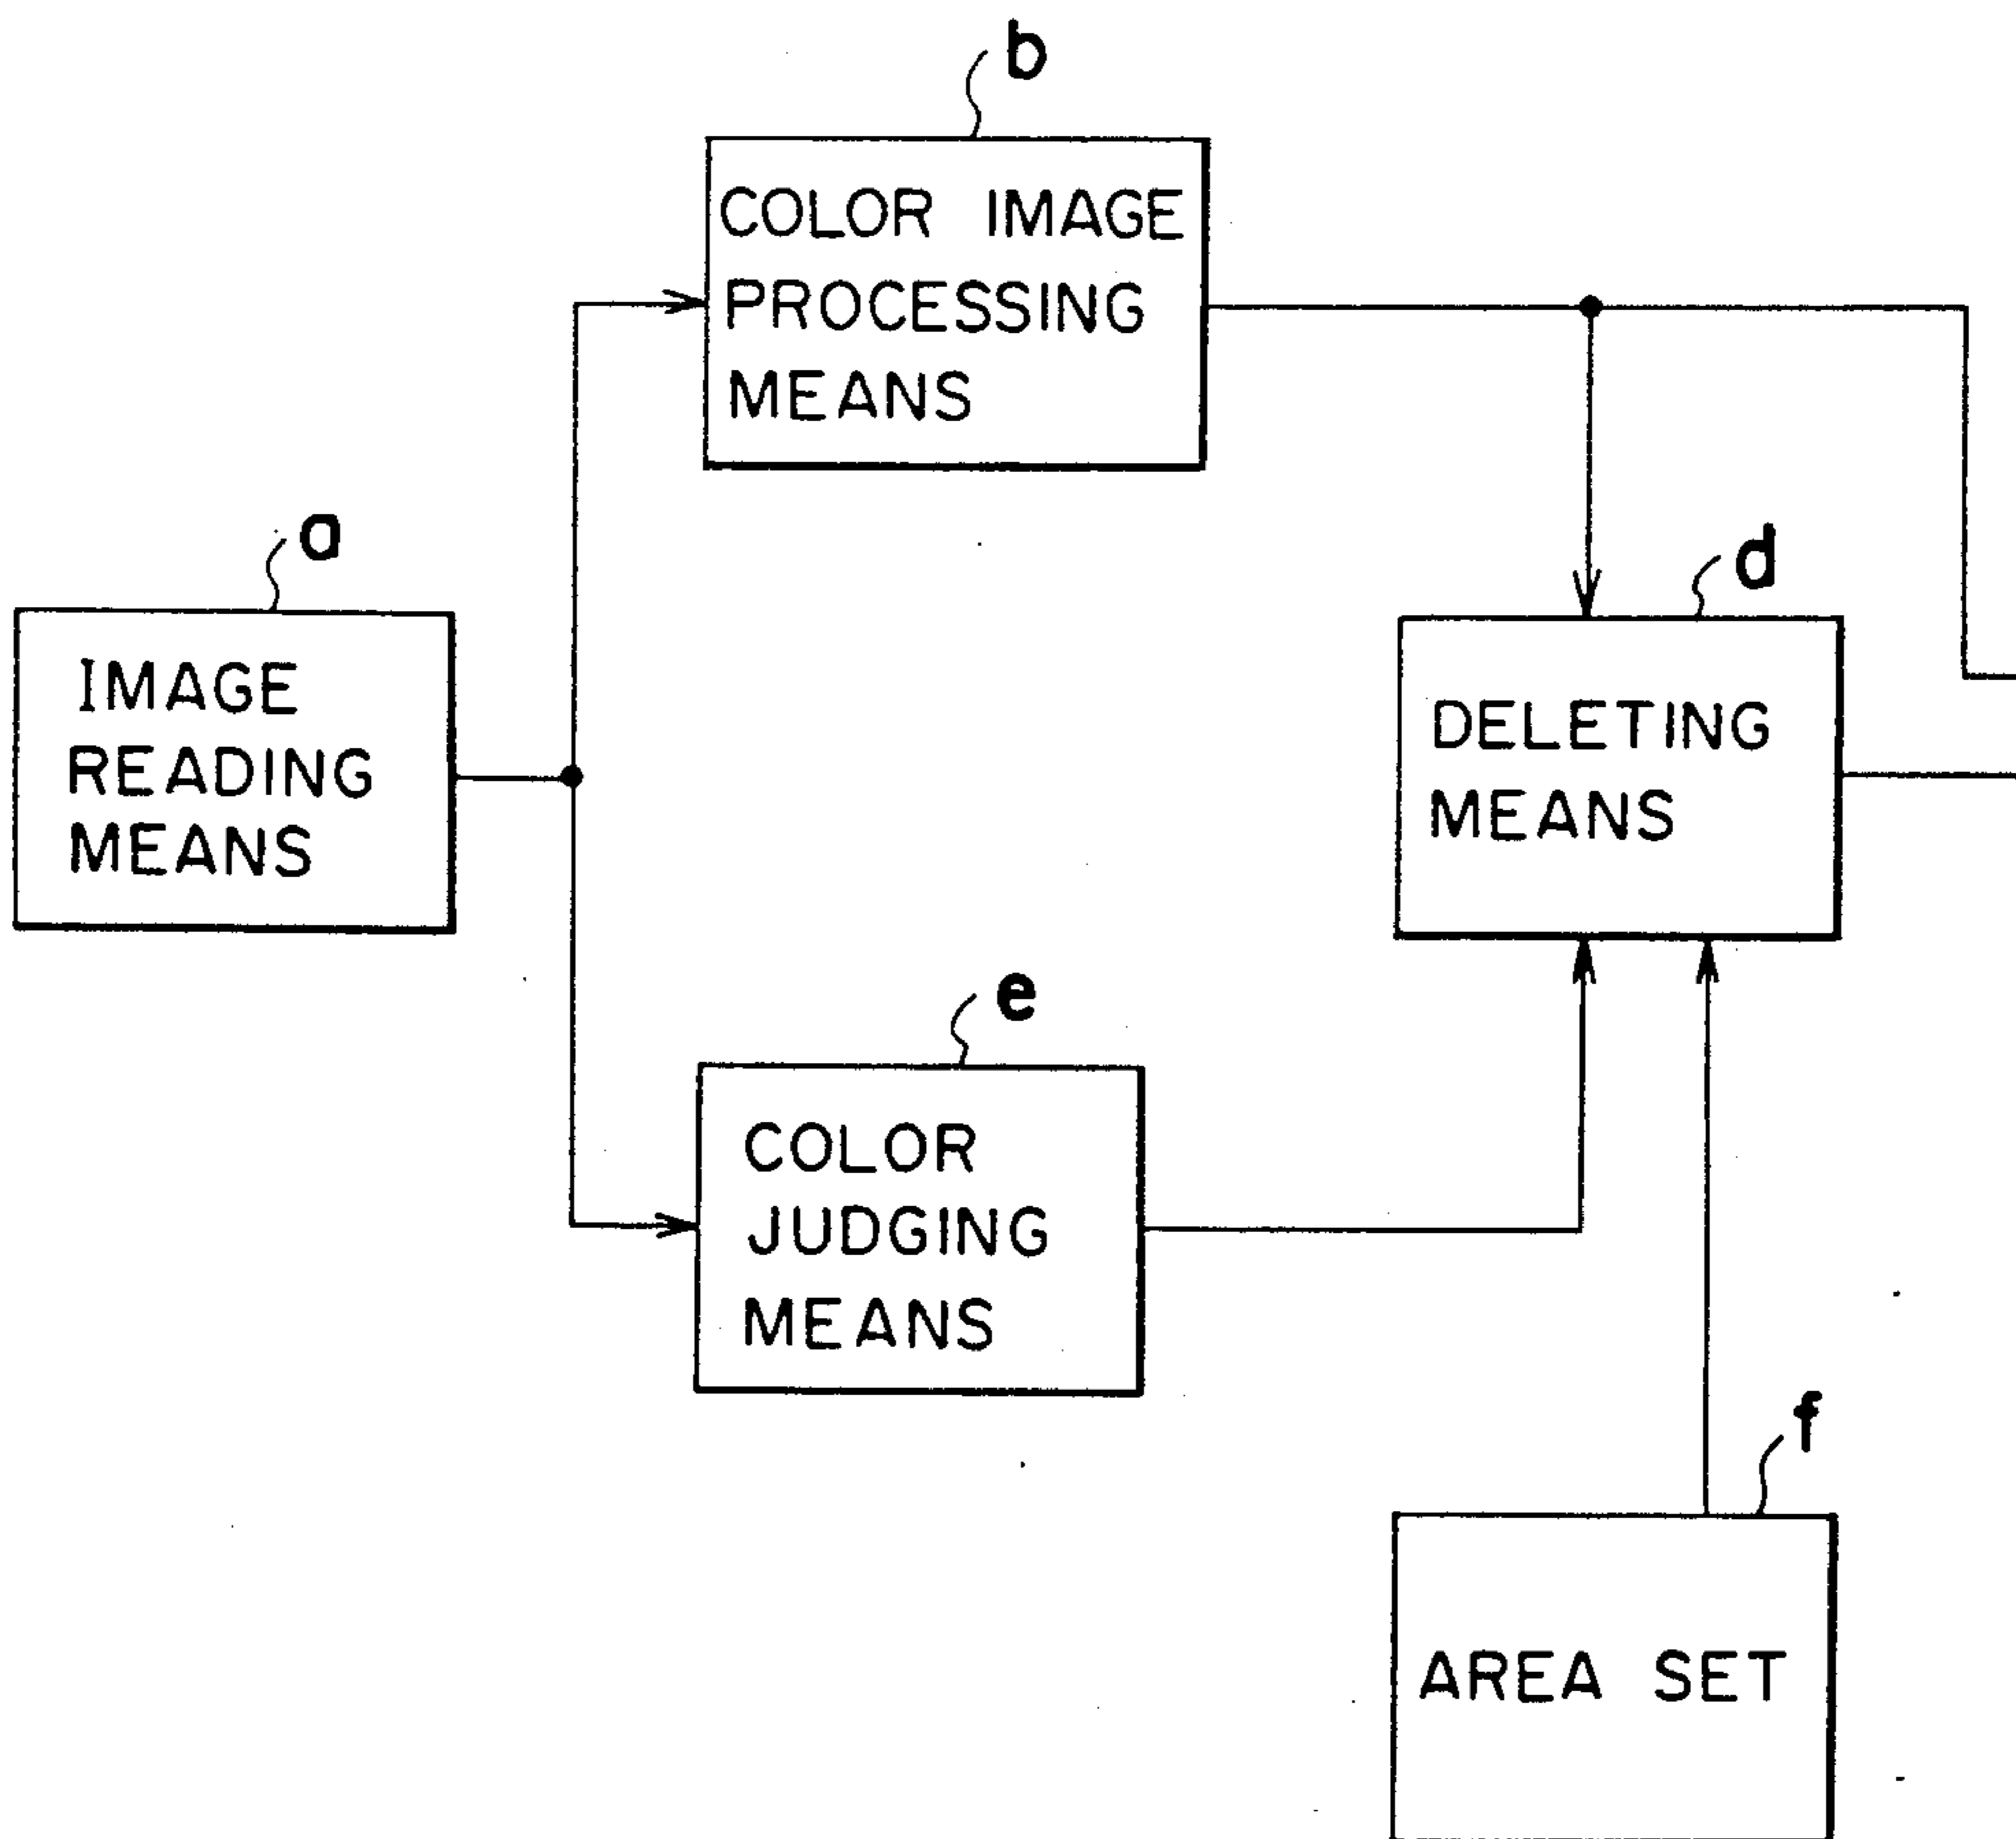 b
COLOR IMAGE
PROCESSING
MEANS
a
IMAGE
READING
MEANS
d
DELETING
MEANS
e
COLOR
JUDGING
MEANS
f
AREA SET